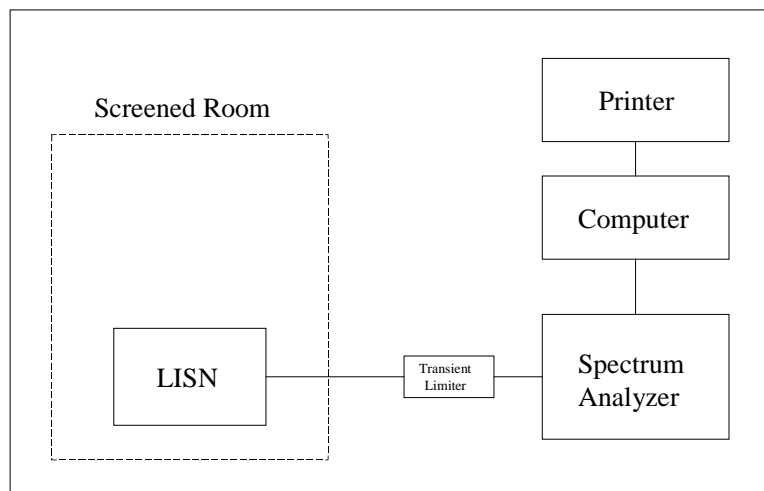 Screened Room
Printer
Computer
LISN
Transient
Limiter
Spectrum
Analyzer